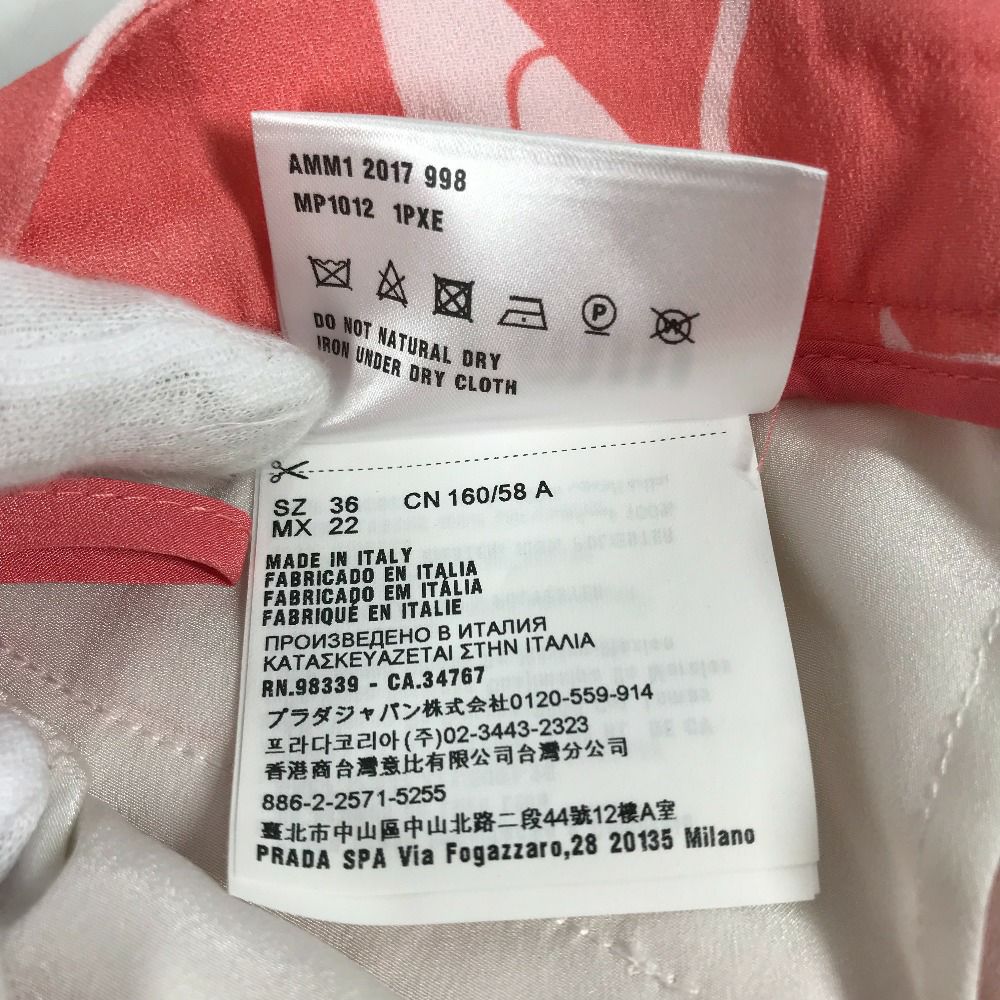 AMM1 2017 998
MP1012 1PXE
P
W
DO NOT NATURAL DRY
IRON UNDER DRY CLOTH
SZ 36 CN 160/58 A
MX 22
MADE IN ITALY
FABRICADO EN ITALIA
FABRICADO EM ITÁLIA
FABRIQUÉ EN ITALIE
ПРОИЗВЕДЕНО В ИТАЛИЯ
ΚΑΤΑΣΚΕΥΑΖΕΤΑΙ ΣΤΗΝ ΙΤΑΛΙΑ
RN.98339 - CA.34767
プラダジャパン株式会社0120-559-914
프라다코리아(주)02-3443-2323
香港商台灣意比有限公司台灣分公司
886-2-2571-5255
臺北市中山區中山北路二段44號12樓A室
PRADA SPA Via Fogazzaro,28 20135 Milano